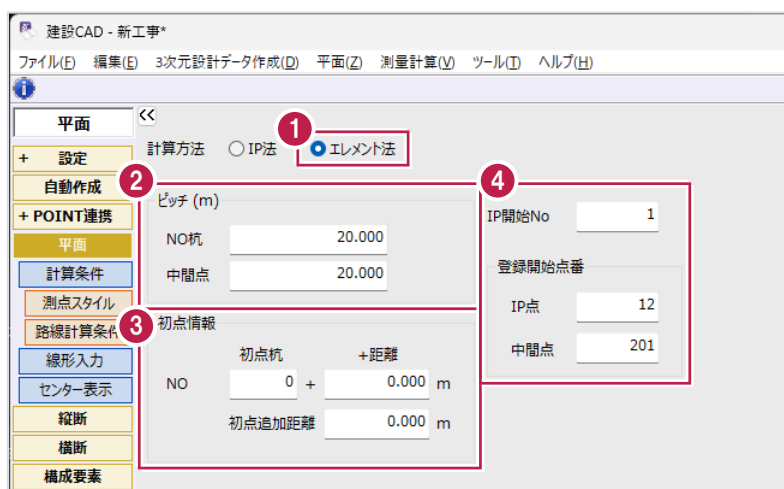 建設CAD - 新工事*
ファイル(F) 編集(E) 3次元設計データ作成(D) 平面(Z) 測量計算(V) ツール(T) ヘルプ(H)
平面
+ 設定
自動作成
+ POINT連携
平面
計算条件
測点スタイル
路線計算条件
線形入力
センター表示
縦断
横断
構成要素
<<
1
計算方法 IP法 エレメント法
2
ピッチ (m)
NO杭 20.000
中間点 20.000
3
初点情報
初点杭 +距離
NO 0 + 0.000 m
初点追加距離 0.000 m
4
IP開始No 1
登録開始点番
IP点 12
中間点 201